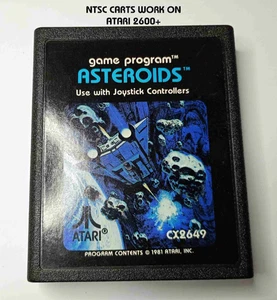 NTSC CARTS WORK ON
ATARI 2600+
game program™
ASTEROIDS™
Use with Joystick Controllers
ATARI®
CX2649
PROGRAM CONTENTS © 1981 ATARI, INC.